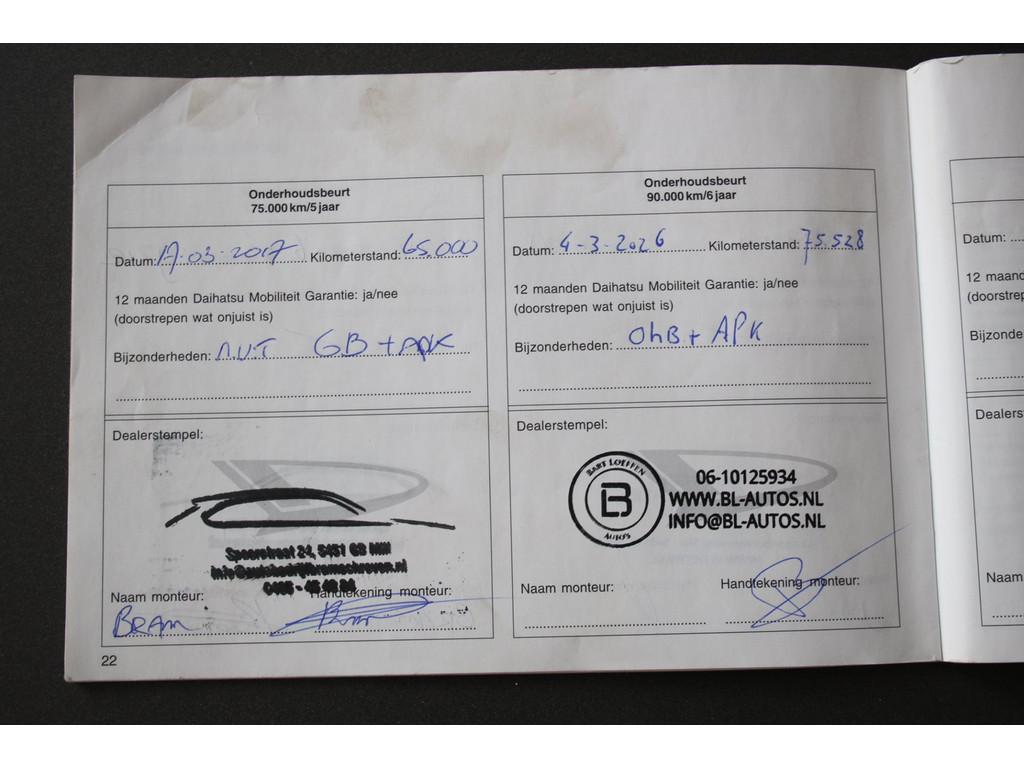 Onderhoudsbeurt
75.000 km/5 jaar
Datum: 17-03-2017 Kilometerstand: 65.000
12 maanden Daihatsu Mobiliteit Garantie: ja/nee
(doorstrepen wat onjuist is)
Bijzonderheden: GB + APK
Dealerstempel:
Naam monteur: Handtekening monteur:
BRAM
22
Onderhoudsbeurt
90.000 km/6 jaar
Datum: 4-3-2026 Kilometerstand: 75.528
12 maanden Daihatsu Mobiliteit Garantie: ja/nee
(doorstrepen wat onjuist is)
Bijzonderheden: OhB + APK
Dealerstempel:
BART LOEFFEN
B
AUTO'S
06-10125934
WWW.BL-AUTOS.NL
INFO@BL-AUTOS.NL
Naam monteur: Handtekening monteur:
Datum:
12 maand
(doorstrep
Bijzonde
Dealers
Naam